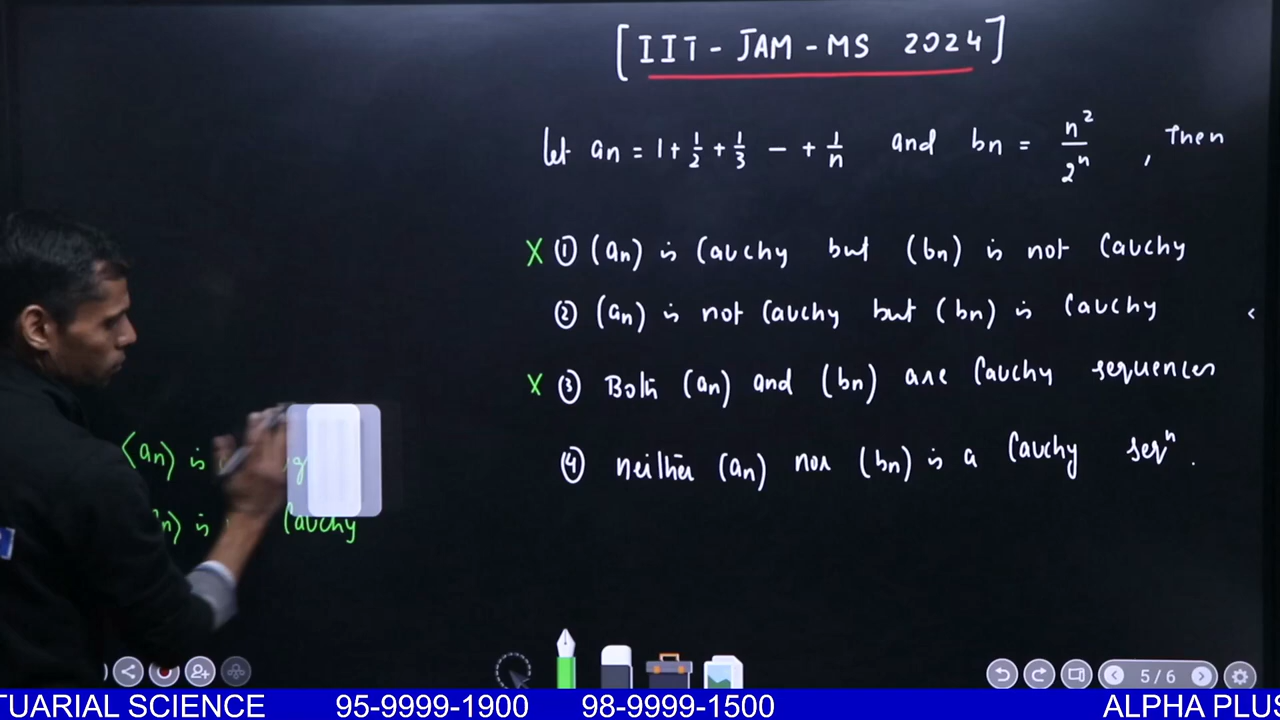 [IIT - JAM - MS 2024]
Let an = 1 + 1/2 + 1/3 - + 1/n and bn = n²/2ⁿ , Then
X ① (an) is Cauchy but (bn) is not Cauchy
② (an) is not Cauchy but (bn) is Cauchy
X ③ Both (an) and (bn) are Cauchy sequences
④ neither (an) nor (bn) is a Cauchy seqⁿ.
⟨an⟩ is
is Cauchy
5/6
TUARIAL SCIENCE 95-9999-1900 98-9999-1500 ALPHA PLUS